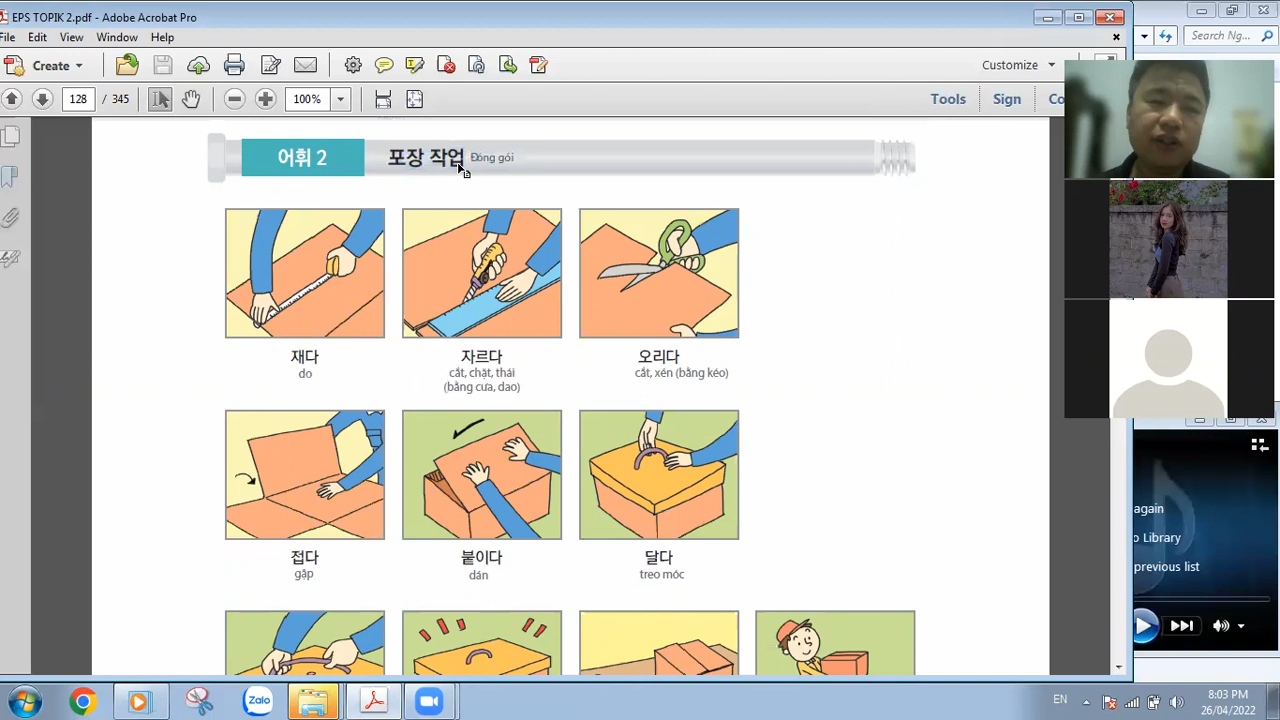 EPS TOPIK 2.pdf - Adobe Acrobat Pro
File Edit View Window Help
Create
Customize
128 / 345
100%
Tools Sign Co
Search Ng...
어휘 2 포장 작업 Đóng gói
재다
do
자르다
cắt, chặt, thái
(bằng cưa, dao)
오리다
cắt, xén (bằng kéo)
접다
gập
붙이다
dán
달다
treo móc
again
o Library
previous list
Zalo
EN
8:03 PM
26/04/2022